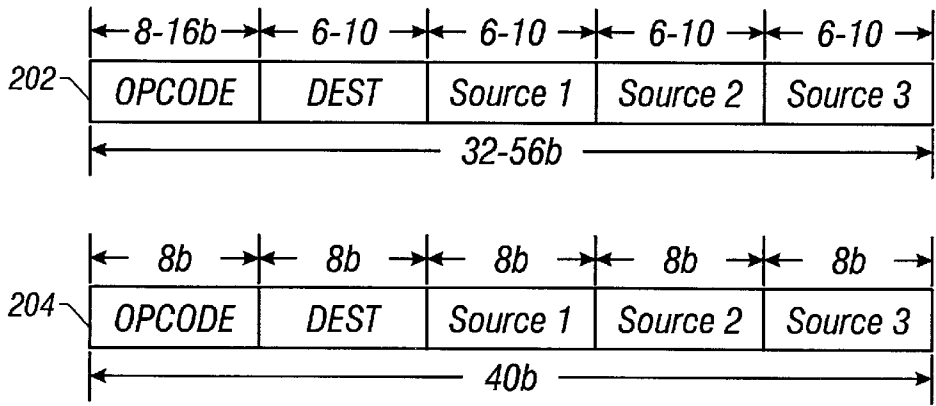 8-16b 6-10 6-10 6-10 6-10
202 OPCODE DEST Source 1 Source 2 Source 3
32-56b
8b 8b 8b 8b 8b
204 OPCODE DEST Source 1 Source 2 Source 3
40b